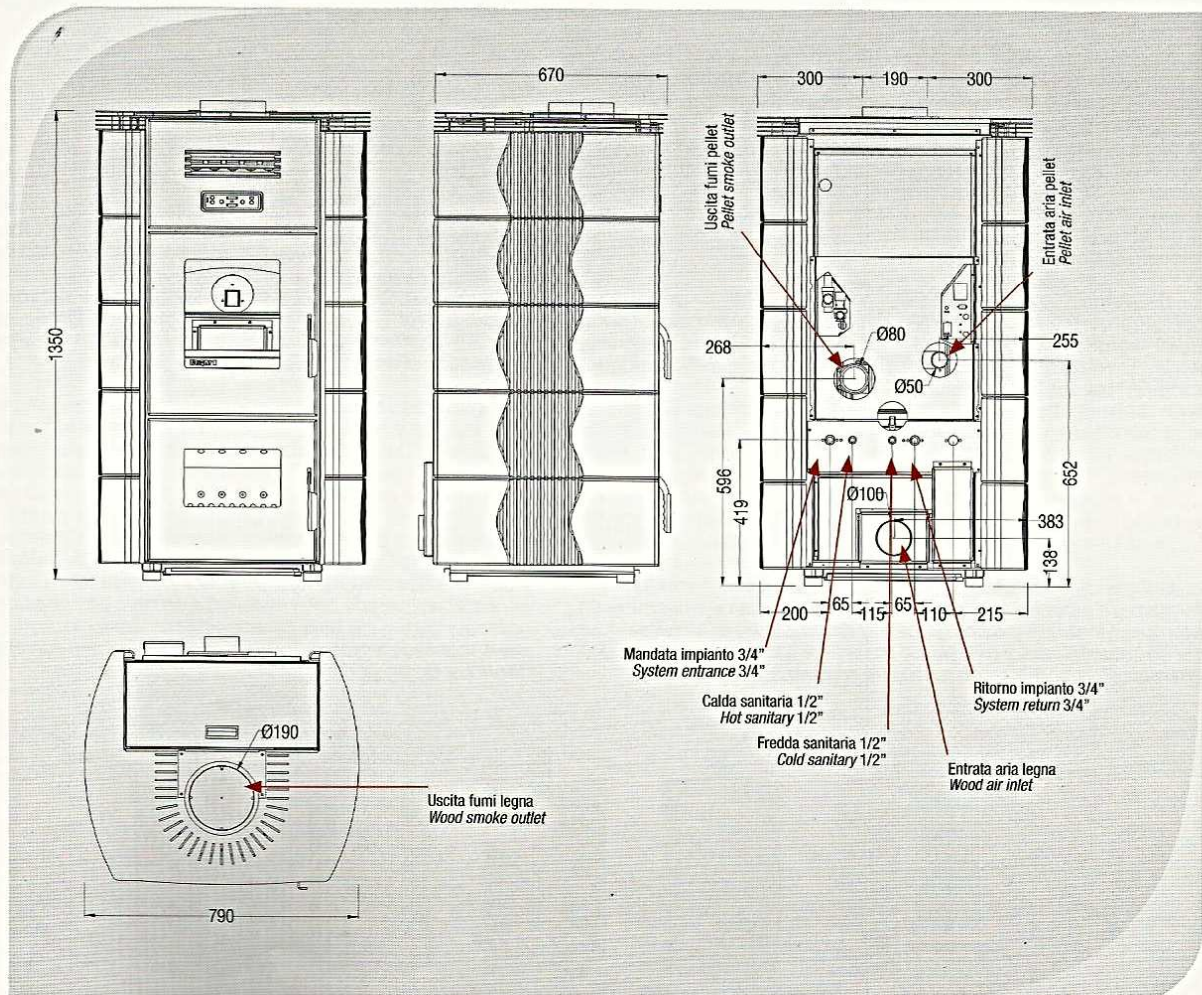 670
300
190
300
Uscita fumi pellet
Pellet smoke outlet
Entrata aria pellet
Pellet air inlet
1350
268
Ø80
255
Ø50
596
419
652
Ø100
383
138
200
65
115
65
110
215
Mandata impianto 3/4”
System entrance 3/4”
Calda sanitaria 1/2”
Hot sanitary 1/2”
Fredda sanitaria 1/2”
Cold sanitary 1/2”
Ritorno impianto 3/4”
System return 3/4”
Entrata aria legna
Wood air inlet
Ø190
Uscita fumi legna
Wood smoke outlet
790